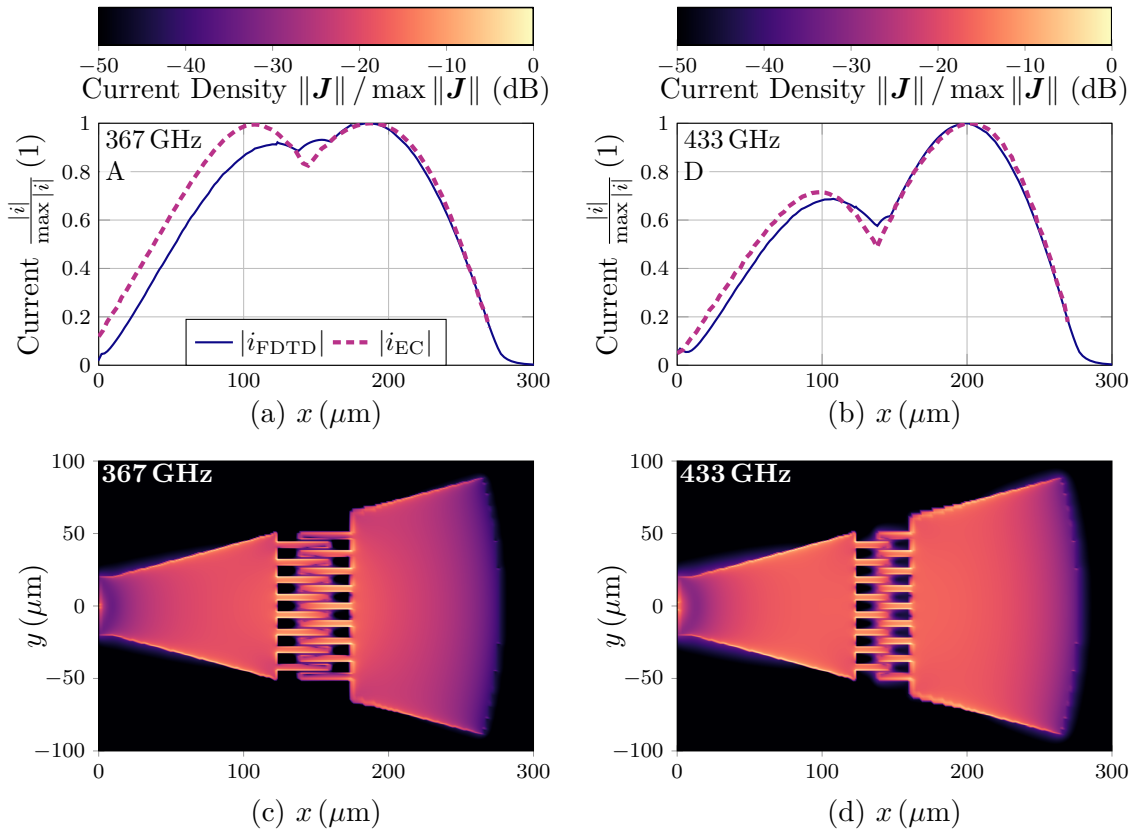 −50 −40 −30 −20 −10 0
Current Density ‖J‖ / max ‖J‖ (dB)
−50 −40 −30 −20 −10 0
Current Density ‖J‖ / max ‖J‖ (dB)
367 GHz
A
1
0.8
0.6
0.4
0.2
0
Current |i| / max |i| (1)
|i_FDTD| |i_EC|
0 100 200 300
(a) x (μm)
433 GHz
D
1
0.8
0.6
0.4
0.2
0
Current |i| / max |i| (1)
0 100 200 300
(b) x (μm)
367 GHz
100
50
0
−50
−100
y (μm)
0 100 200 300
(c) x (μm)
433 GHz
100
50
0
−50
−100
y (μm)
0 100 200 300
(d) x (μm)